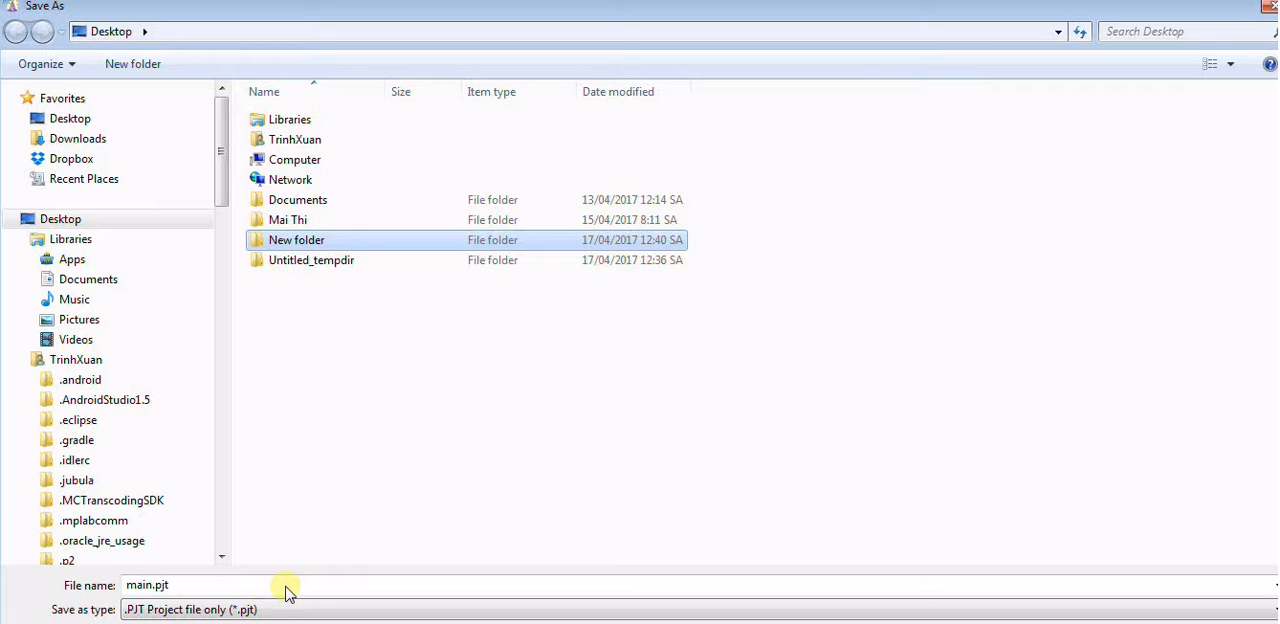 Save As
Desktop
Search Desktop
Organize
New folder
Favorites
Desktop
Downloads
Dropbox
Recent Places
Desktop
Libraries
Apps
Documents
Music
Pictures
Videos
TrinhXuan
.android
.AndroidStudio1.5
.eclipse
.gradle
.idlerc
.jubula
.MCTranscodingSDK
.mplabcomm
.oracle_jre_usage
.p2
Name Size Item type Date modified
Libraries
TrinhXuan
Computer
Network
Documents File folder 13/04/2017 12:14 SA
Mai Thi File folder 15/04/2017 8:11 SA
New folder File folder 17/04/2017 12:40 SA
Untitled_tempdir File folder 17/04/2017 12:36 SA
File name: main.pjt
Save as type: .PJT Project file only (*.pjt)